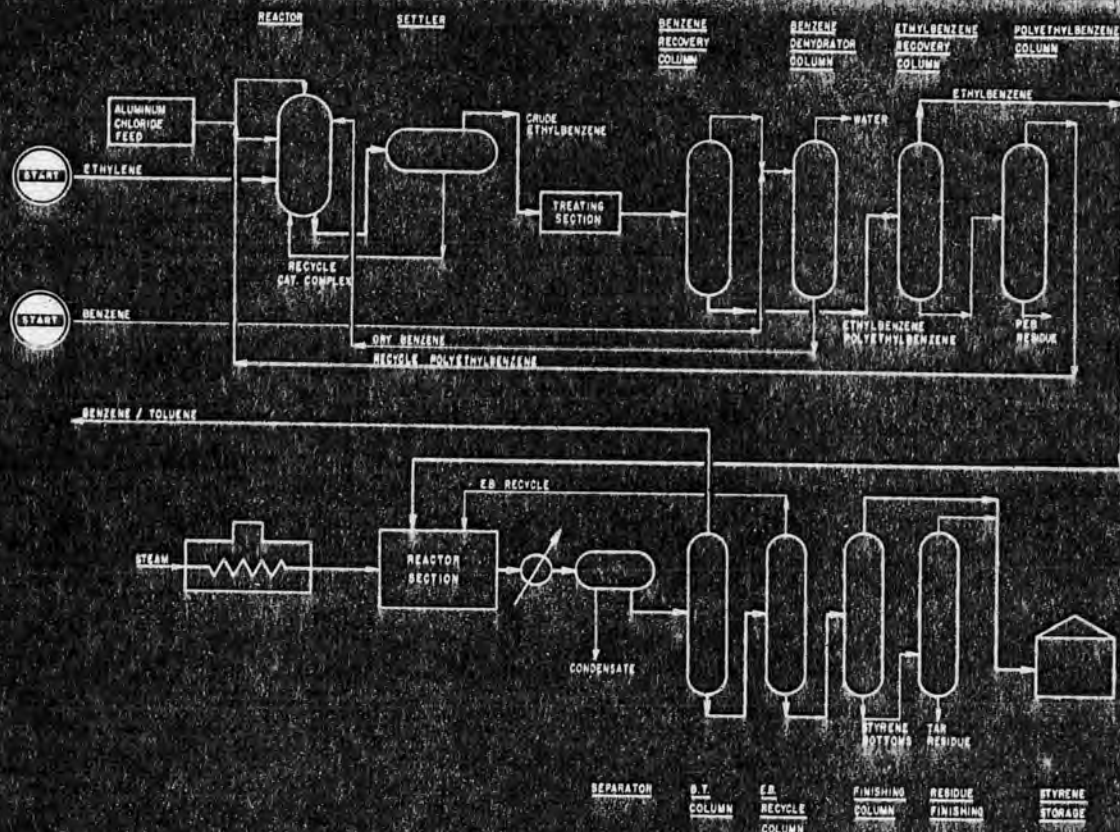 REACTOR
SETTLER
BENZENE
RECOVERY
COLUMN
BENZENE
DEHYDRATOR
COLUMN
ETHYLBENZENE
RECOVERY
COLUMN
POLYETHYLBENZENE
COLUMN
ALUMINUM
CHLORIDE
FEED
CRUDE
ETHYLBENZENE
WATER
ETHYLBENZENE
START
ETHYLENE
TREATING
SECTION
RECYCLE
CAT. COMPLEX
START
BENZENE
DRY BENZENE
RECYCLE POLYETHYLBENZENE
ETHYLBENZENE
POLYETHYLBENZENE
PEB
RESIDUE
BENZENE / TOLUENE
E.B. RECYCLE
STEAM
REACTOR
SECTION
CONDENSATE
STYRENE
BOTTOMS
TAR
RESIDUE
SEPARATOR
B.T.
COLUMN
E.B.
RECYCLE
COLUMN
FINISHING
COLUMN
RESIDUE
FINISHING
STYRENE
STORAGE